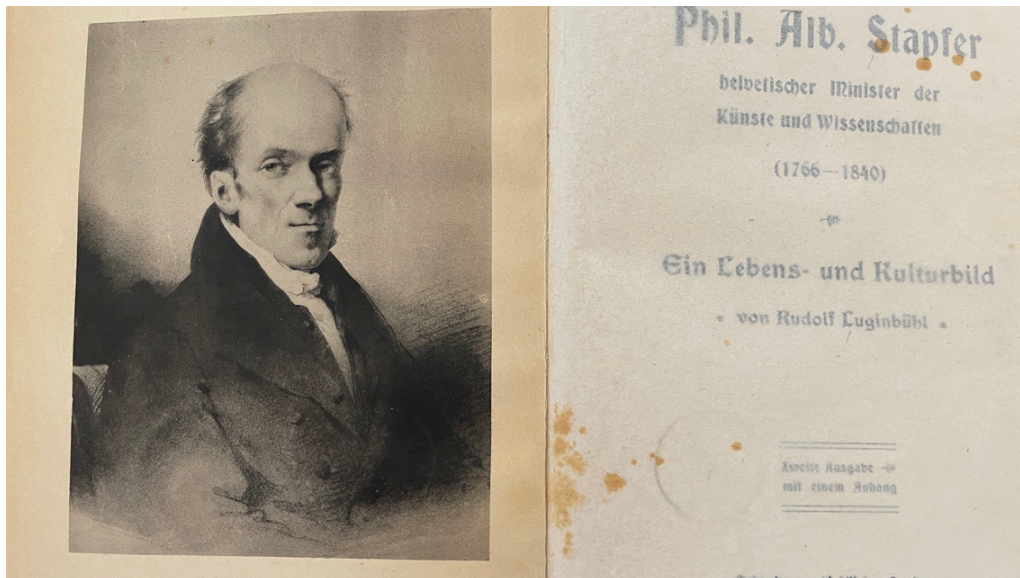 Phil. Alb. Stapfer
helvetischer Minister der
Künste und Wissenschaften
(1766—1840)
Ein Lebens- und Kulturbild
• von Rudolf Luginbühl •
Zweite Ausgabe
mit einem Anhang